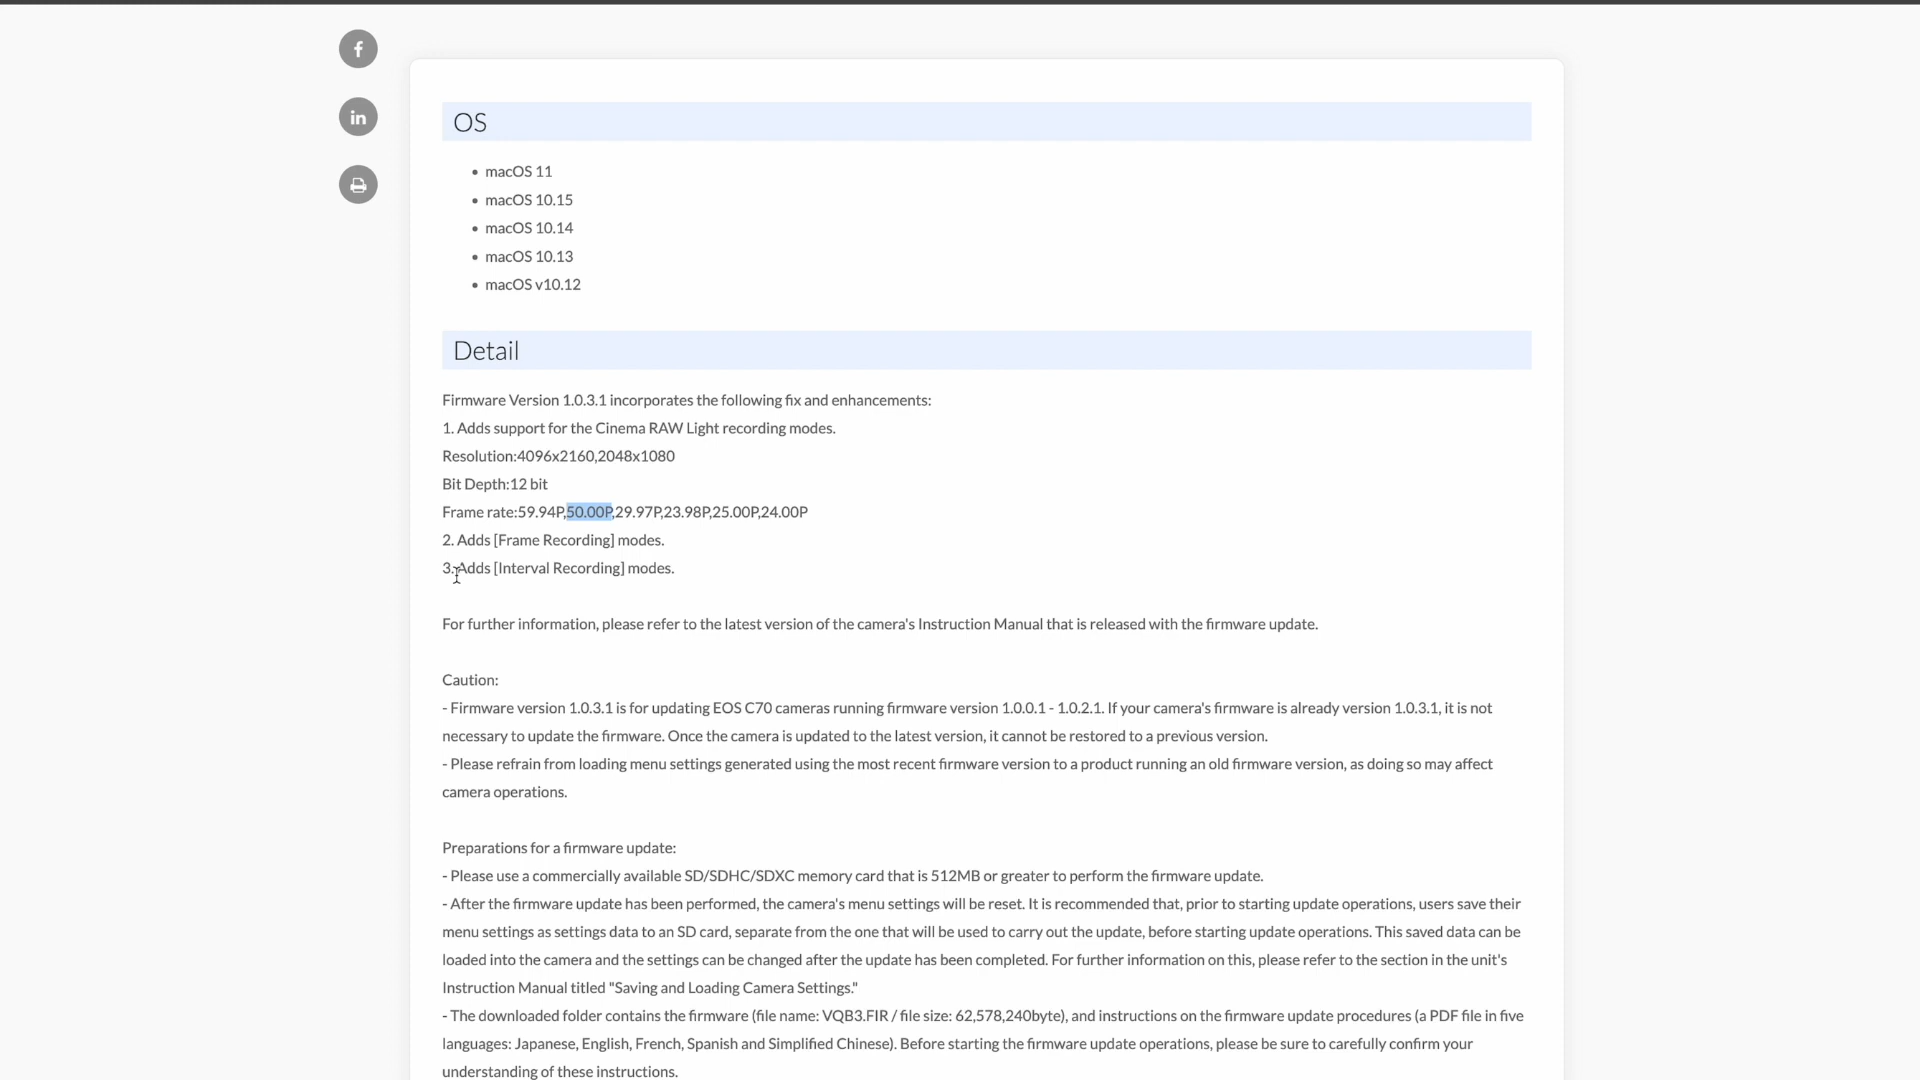 OS
macOS 11
macOS 10.15
macOS 10.14
macOS 10.13
macOS v10.12
Detail
Firmware Version 1.0.3.1 incorporates the following fix and enhancements:
1. Adds support for the Cinema RAW Light recording modes.
Resolution:4096x2160,2048x1080
Bit Depth:12 bit
Frame rate:59.94P,50.00P,29.97P,23.98P,25.00P,24.00P
2. Adds [Frame Recording] modes.
3. Adds [Interval Recording] modes.
For further information, please refer to the latest version of the camera's Instruction Manual that is released with the firmware update.
Caution:
- Firmware version 1.0.3.1 is for updating EOS C70 cameras running firmware version 1.0.0.1 - 1.0.2.1. If your camera's firmware is already version 1.0.3.1, it is not
necessary to update the firmware. Once the camera is updated to the latest version, it cannot be restored to a previous version.
- Please refrain from loading menu settings generated using the most recent firmware version to a product running an old firmware version, as doing so may affect
camera operations.
Preparations for a firmware update:
- Please use a commercially available SD/SDHC/SDXC memory card that is 512MB or greater to perform the firmware update.
- After the firmware update has been performed, the camera's menu settings will be reset. It is recommended that, prior to starting update operations, users save their
menu settings as settings data to an SD card, separate from the one that will be used to carry out the update, before starting update operations. This saved data can be
loaded into the camera and the settings can be changed after the update has been completed. For further information on this, please refer to the section in the unit's
Instruction Manual titled "Saving and Loading Camera Settings."
- The downloaded folder contains the firmware (file name: VQB3.FIR / file size: 62,578,240byte), and instructions on the firmware update procedures (a PDF file in five
languages: Japanese, English, French, Spanish and Simplified Chinese). Before starting the firmware update operations, please be sure to carefully confirm your
understanding of these instructions.